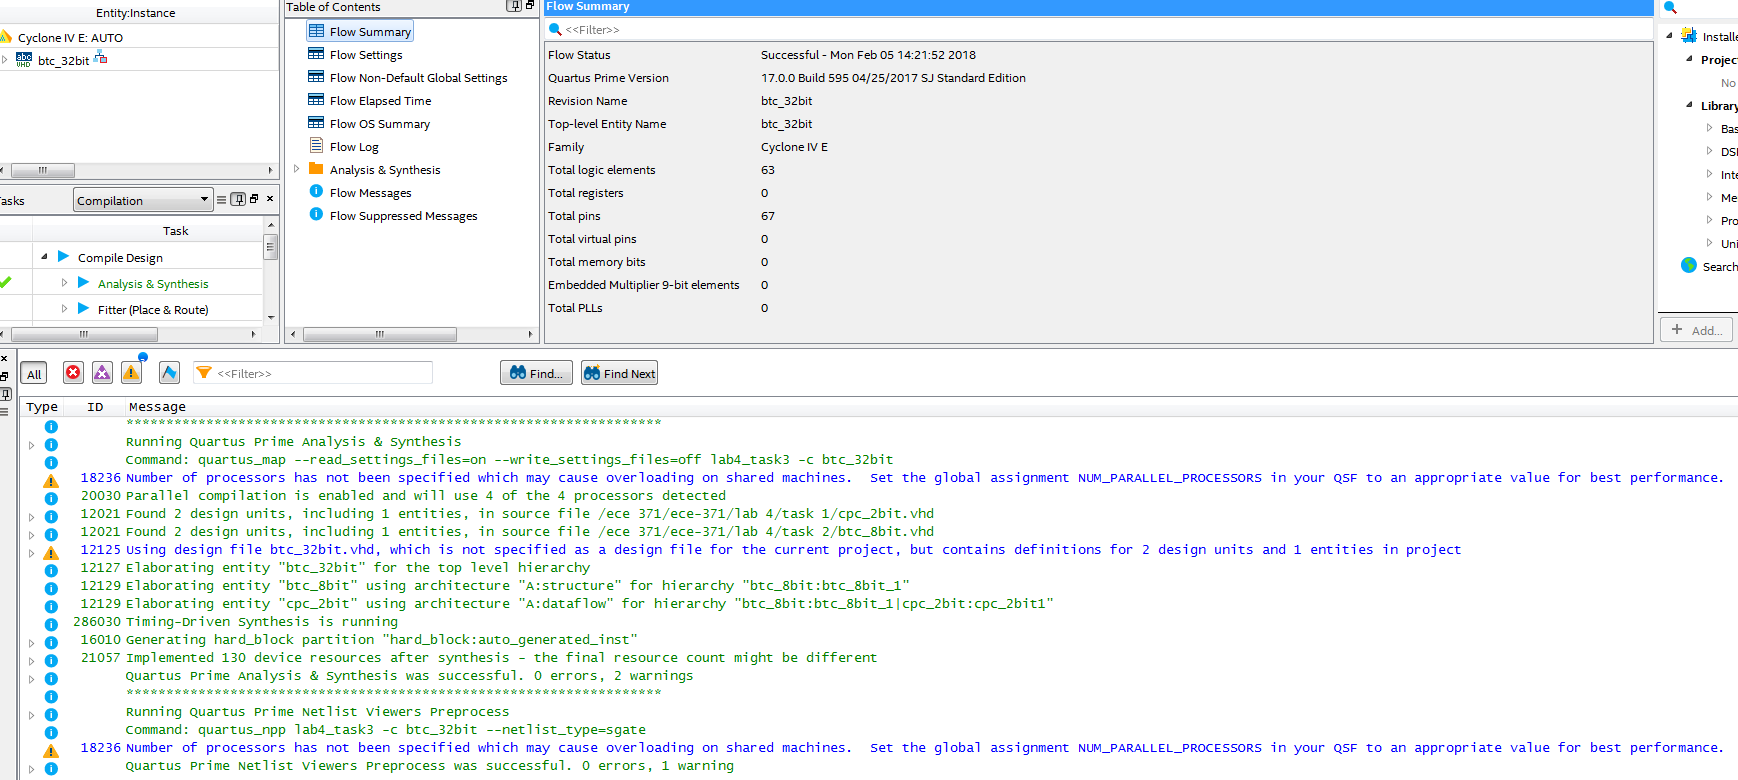 Entity:Instance
Cyclone IV E: AUTO
abc
VHD
btc_32bit
Tasks
Compilation
Task
Compile Design
Analysis & Synthesis
Fitter (Place & Route)
Table of Contents
Flow Summary
Flow Settings
Flow Non-Default Global Settings
Flow Elapsed Time
Flow OS Summary
Flow Log
Analysis & Synthesis
Flow Messages
Flow Suppressed Messages
Flow Summary
<<Filter>>
Flow Status Successful - Mon Feb 05 14:21:52 2018
Quartus Prime Version 17.0.0 Build 595 04/25/2017 SJ Standard Edition
Revision Name btc_32bit
Top-level Entity Name btc_32bit
Family Cyclone IV E
Total logic elements 63
Total registers 0
Total pins 67
Total virtual pins 0
Total memory bits 0
Embedded Multiplier 9-bit elements 0
Total PLLs 0
Installe
Projec
No
Library
Bas
DSI
Inte
Me
Pro
Uni
Search
+ Add...
All
<<Filter>>
Find...
Find Next
Type ID Message
*******************************************************************
Running Quartus Prime Analysis & Synthesis
Command: quartus_map --read_settings_files=on --write_settings_files=off lab4_task3 -c btc_32bit
18236 Number of processors has not been specified which may cause overloading on shared machines.  Set the global assignment NUM_PARALLEL_PROCESSORS in your QSF to an appropriate value for best performance.
20030 Parallel compilation is enabled and will use 4 of the 4 processors detected
12021 Found 2 design units, including 1 entities, in source file /ece 371/ece-371/lab 4/task 1/cpc_2bit.vhd
12021 Found 2 design units, including 1 entities, in source file /ece 371/ece-371/lab 4/task 2/btc_8bit.vhd
12125 Using design file btc_32bit.vhd, which is not specified as a design file for the current project, but contains definitions for 2 design units and 1 entities in project
12127 Elaborating entity "btc_32bit" for the top level hierarchy
12129 Elaborating entity "btc_8bit" using architecture "A:structure" for hierarchy "btc_8bit:btc_8bit_1"
12129 Elaborating entity "cpc_2bit" using architecture "A:dataflow" for hierarchy "btc_8bit:btc_8bit_1|cpc_2bit:cpc_2bit1"
286030 Timing-Driven Synthesis is running
16010 Generating hard_block partition "hard_block:auto_generated_inst"
21057 Implemented 130 device resources after synthesis - the final resource count might be different
Quartus Prime Analysis & Synthesis was successful. 0 errors, 2 warnings
*******************************************************************
Running Quartus Prime Netlist Viewers Preprocess
Command: quartus_npp lab4_task3 -c btc_32bit --netlist_type=sgate
18236 Number of processors has not been specified which may cause overloading on shared machines.  Set the global assignment NUM_PARALLEL_PROCESSORS in your QSF to an appropriate value for best performance.
Quartus Prime Netlist Viewers Preprocess was successful. 0 errors, 1 warning